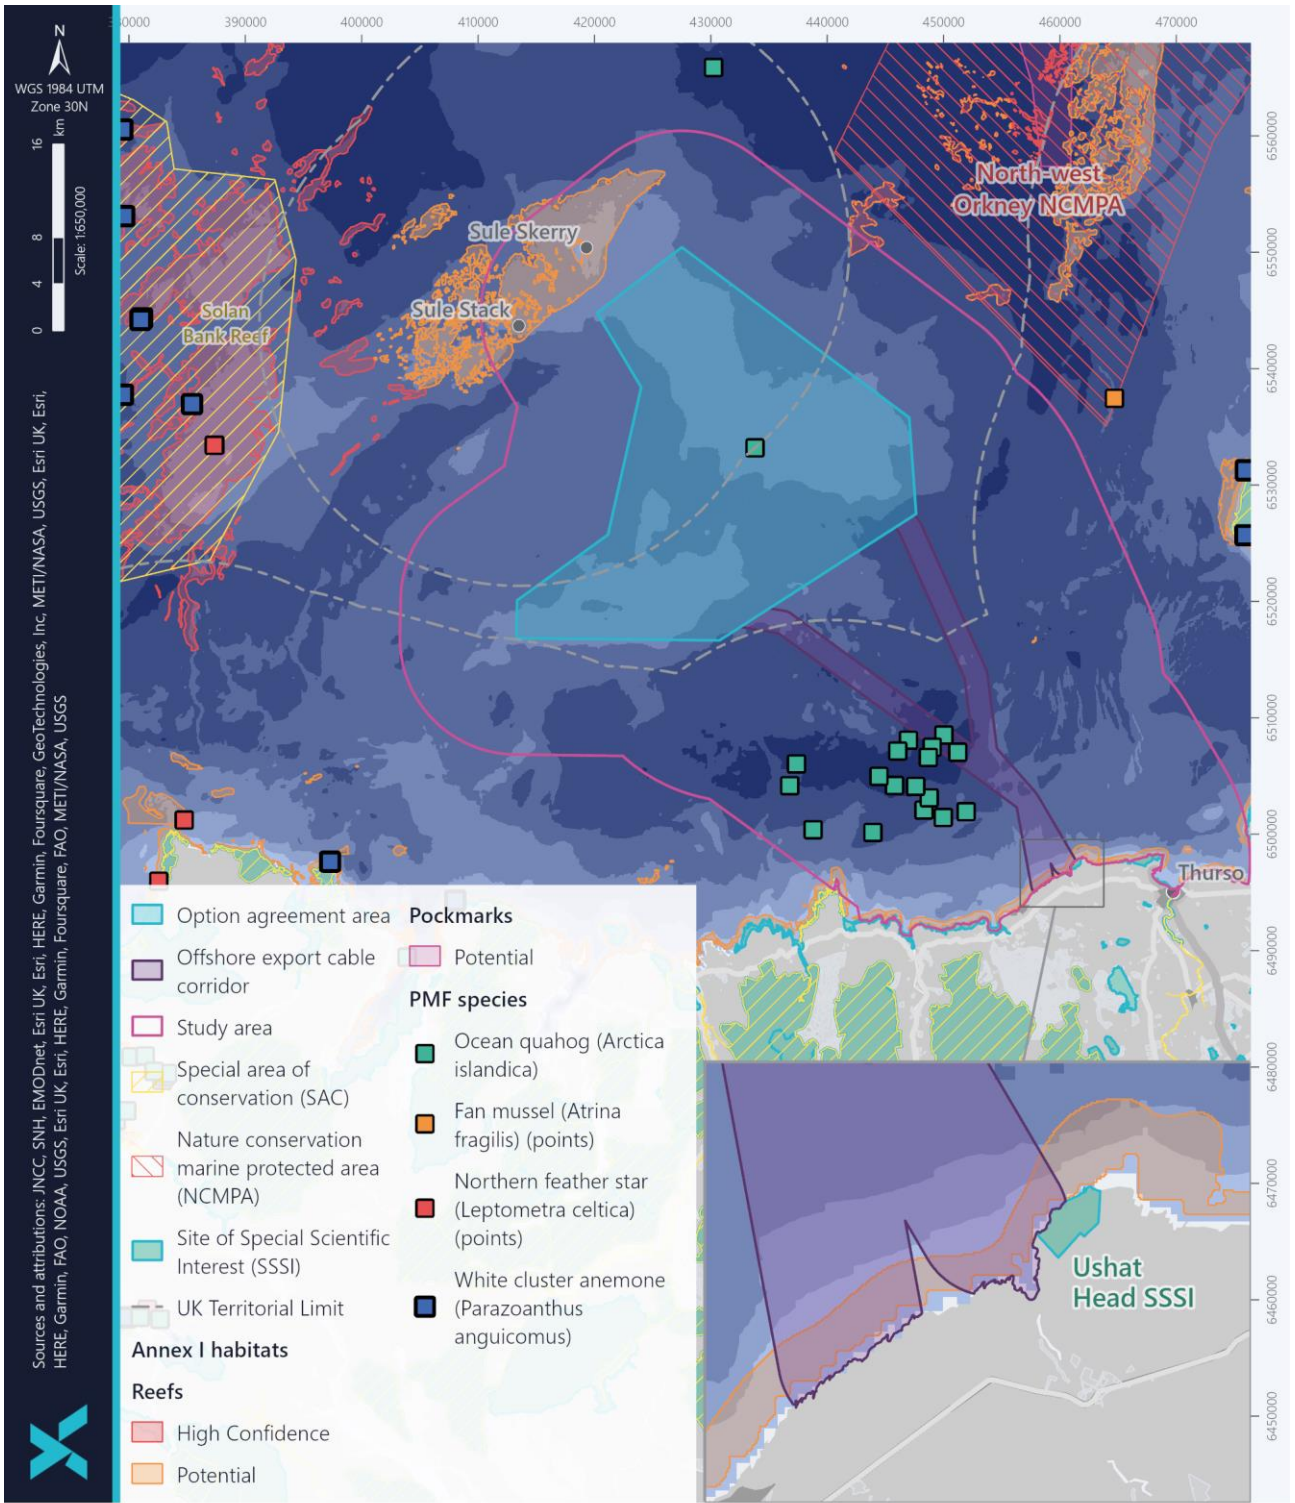 380000 390000 400000 410000 420000 430000 440000 450000 460000 470000
N
WGS 1984 UTM
Zone 30N
km
16
8
4
0
Scale: 1:650,000
6560000
6550000
6540000
6530000
6520000
6510000
6500000
6490000
6480000
6470000
6460000
6450000
North-west
Orkney NCMPA
Sule Skerry
Sule Stack
Solan
Bank Reef
Thurso
Option agreement area
Offshore export cable
corridor
Study area
Special area of
conservation (SAC)
Nature conservation
marine protected area
(NCMPA)
Site of Special Scientific
Interest (SSSI)
UK Territorial Limit
Annex I habitats
Reefs
High Confidence
Potential
Pockmarks
Potential
PMF species
Ocean quahog (Arctica
islandica)
Fan mussel (Atrina
fragilis) (points)
Northern feather star
(Leptometra celtica)
(points)
White cluster anemone
(Parazoanthus
anguicomus)
Ushat
Head SSSI
Sources and attributions: JNCC, SNH, EMODnet, Esri UK, Esri, HERE, Garmin, Foursquare, GeoTechnologies, Inc, METI/NASA, USGS, Esri UK, Esri,
HERE, Garmin, FAO, NOAA, USGS, Esri UK, Esri, HERE, Garmin, Foursquare, FAO, METI/NASA, USGS